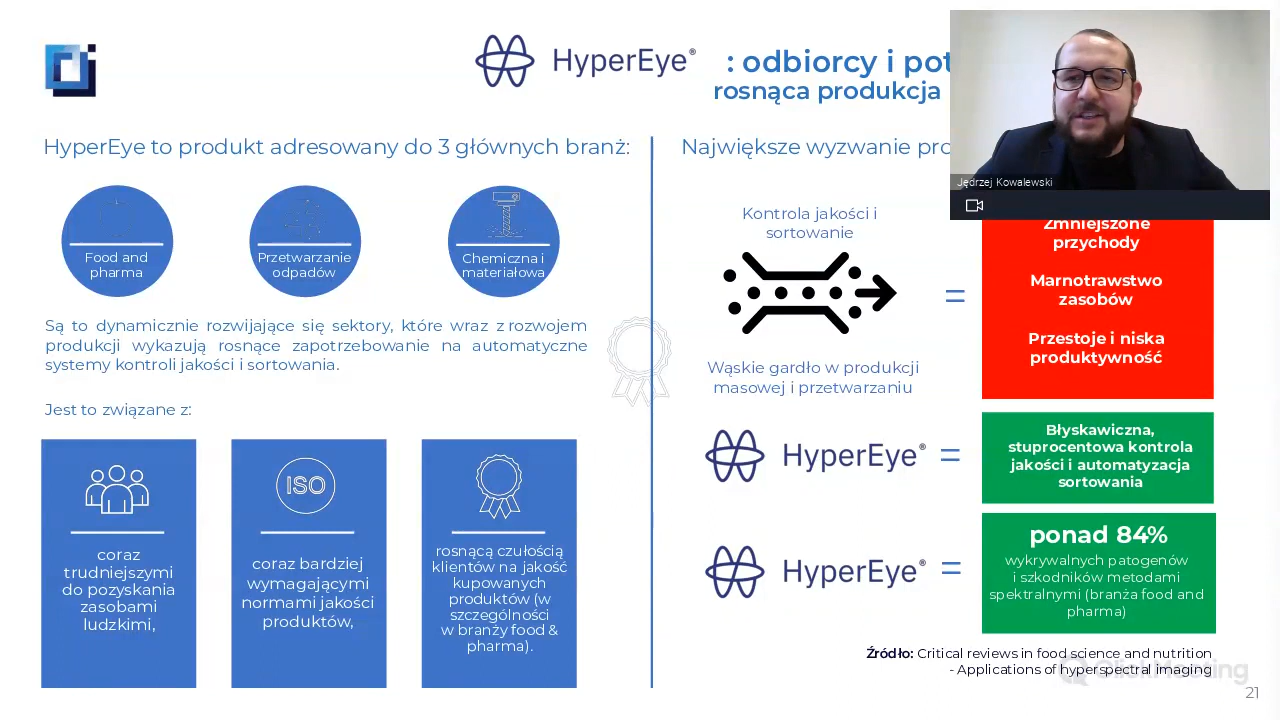 HyperEye®
: odbiorcy i pot
rosnąca produkcja
HyperEye to produkt adresowany do 3 głównych branż:
Food and
pharma
Przetwarzanie
odpadów
Chemiczna i
materiałowa
Są to dynamicznie rozwijające się sektory, które wraz z rozwojem
produkcji wykazują rosnące zapotrzebowanie na automatyczne
systemy kontroli jakości i sortowania.
Jest to związane z:
coraz
trudniejszymi
do pozyskania
zasobami
ludzkimi,
ISO
coraz bardziej
wymagającymi
normami jakości
produktów,
rosnącą czułością
klientów na jakość
kupowanych
produktów (w
szczególności
w branży food &
pharma).
Największe wyzwanie pro
Jędrzej Kowalewski
Kontrola jakości i
sortowanie
=
Wąskie gardło w produkcji
masowej i przetwarzaniu
Zmniejszone
przychody
Marnotrawstwo
zasobów
Przestoje i niska
produktywność
HyperEye® =
Błyskawiczna,
stuprocentowa kontrola
jakości i automatyzacja
sortowania
HyperEye® =
ponad 84%
wykrywalnych patogenów
i szkodników metodami
spektralnymi (branża food and
pharma)
Źródło: Critical reviews in food science and nutrition
- Applications of hyperspectral imaging
ClickMeeting
21